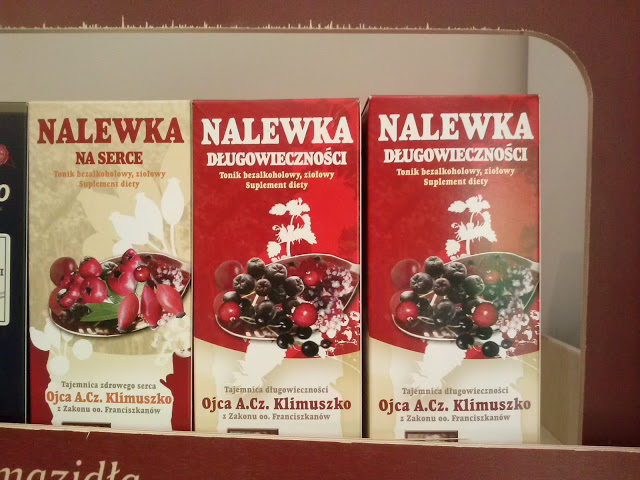 NALEWKA
NA SERCE
Tonik bezalkoholowy, ziołowy
Suplement diety
Tajemnica zdrowego serca
Ojca A.Cz. Klimuszko
z Zakonu oo. Franciszkanów
NALEWKA
DŁUGOWIECZNOŚCI
Tonik bezalkoholowy, ziołowy
Suplement diety
Tajemnica długowieczności
Ojca A.Cz. Klimuszko
z Zakonu oo. Franciszkanów
NALEWKA
DŁUGOWIECZNOŚCI
Tonik bezalkoholowy, ziołowy
Suplement diety
Tajemnica długowieczności
Ojca A.Cz. Klimuszko
z Zakonu oo. Franciszkanów
mazidła